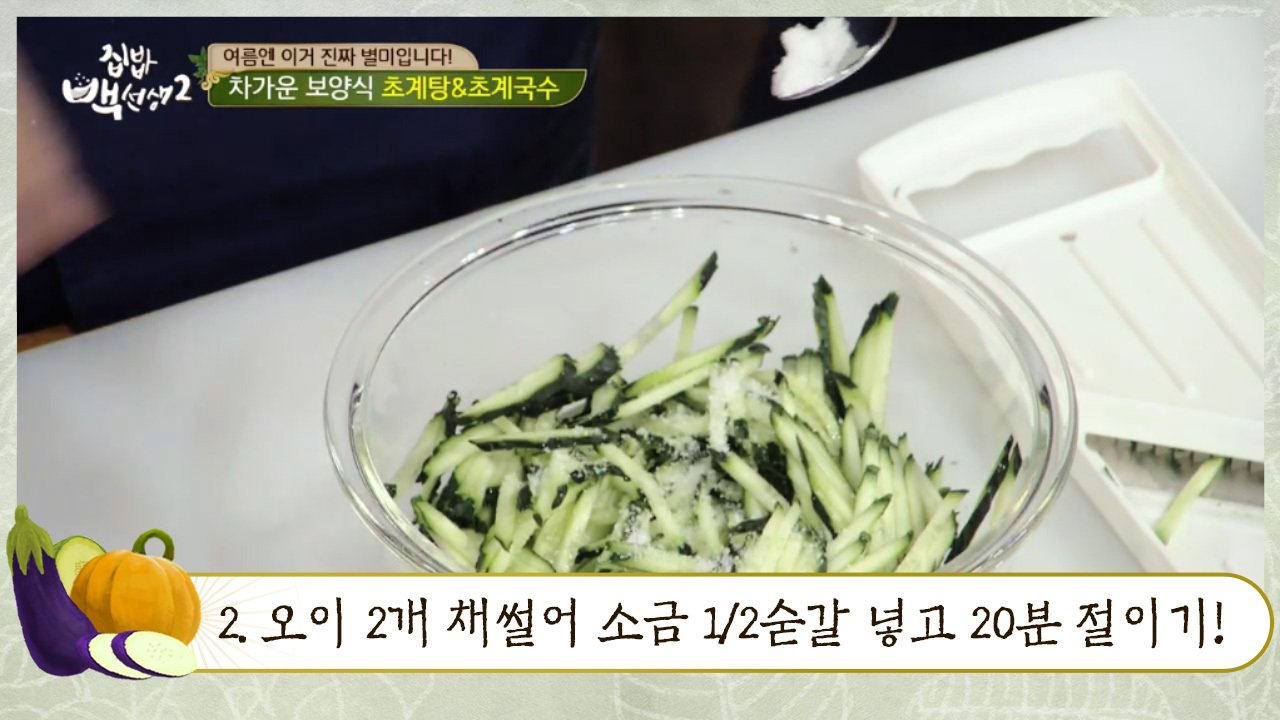 집밥
백선생2
여름엔 이거 진짜 별미입니다!
차가운 보양식 초계탕&초계국수
2. 오이 2개 채썰어 소금 1/2숟갈 넣고 20분 절이기!